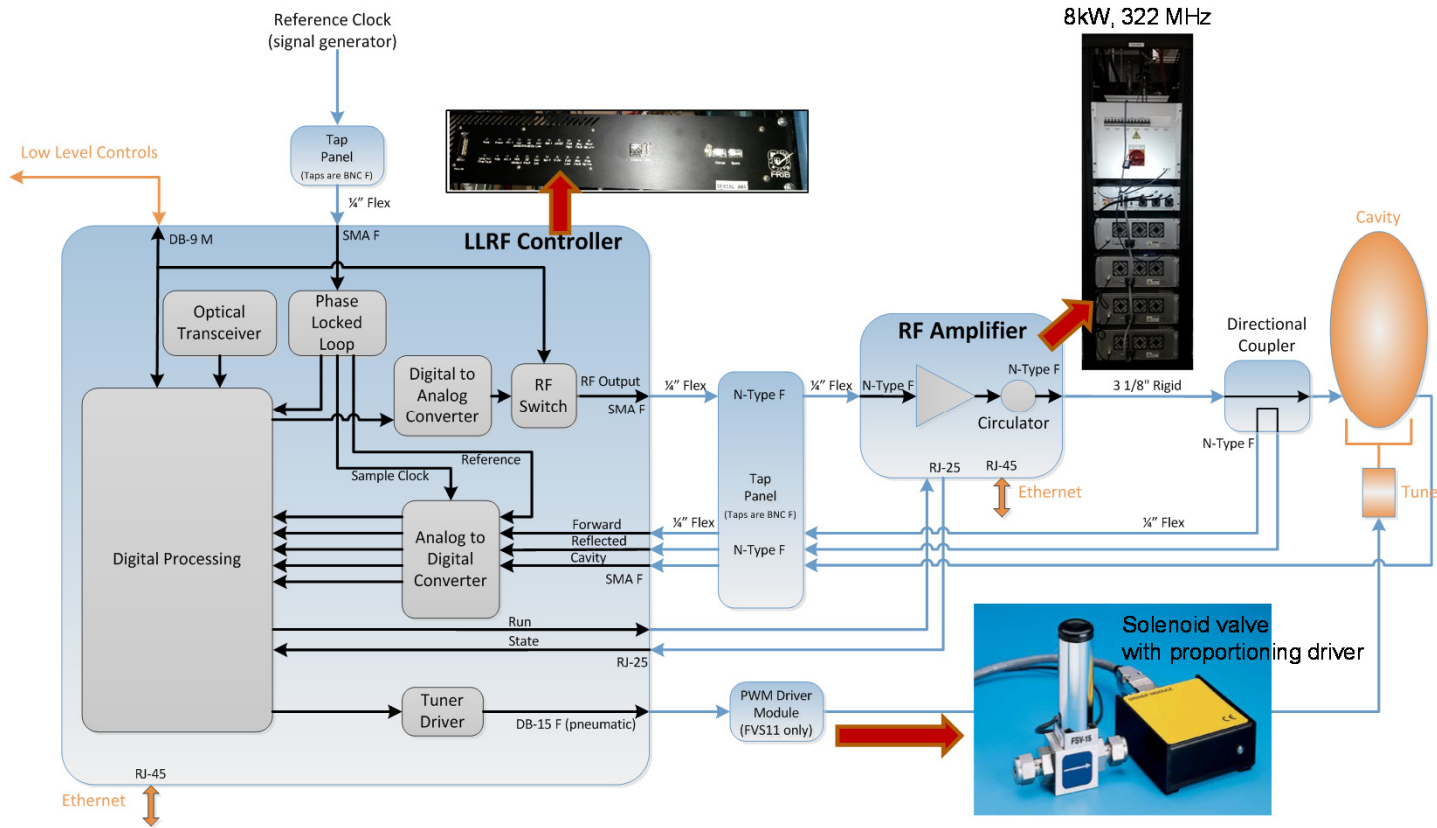 Reference Clock
(signal generator)
8kW, 322 MHz
Tap
Panel
(Taps are BNC F)
Low Level Controls
¼” Flex
FRIB
Cavity
DB-9 M
SMA F
LLRF Controller
Optical
Transceiver
Phase
Locked
Loop
RF Amplifier
Directional
Coupler
Digital to
Analog
Converter
RF
Switch
RF Output
SMA F
¼” Flex
N-Type F
¼” Flex
N-Type F
N-Type F
Circulator
3 1/8" Rigid
N-Type F
Reference
Sample Clock
RJ-25
RJ-45
Ethernet
Tune
Tap
Panel
(Taps are BNC F)
N-Type F
Digital Processing
Analog to
Digital
Converter
Forward
Reflected
Cavity
SMA F
¼” Flex
¼” Flex
Run
State
RJ-25
Solenoid valve
with proportioning driver
Tuner
Driver
DB-15 F (pneumatic)
PWM Driver
Module
(FVS11 only)
DRIVER MODULE
FSV-15
RJ-45
Ethernet